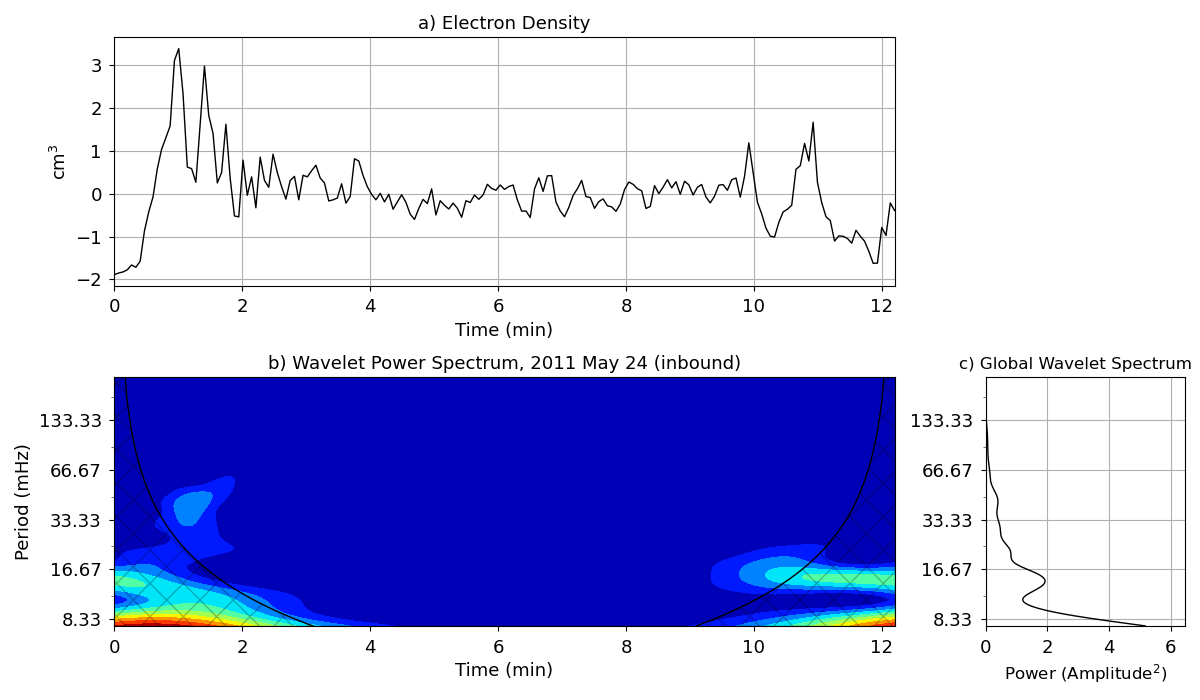 a) Electron Density
cm³
3
2
1
0
−1
−2
0 2 4 6 8 10 12
Time (min)
b) Wavelet Power Spectrum, 2011 May 24 (inbound)
Period (mHz)
133.33
66.67
33.33
16.67
8.33
0 2 4 6 8 10 12
Time (min)
c) Global Wavelet Spectrum
133.33
66.67
33.33
16.67
8.33
0 2 4 6
Power (Amplitude²)